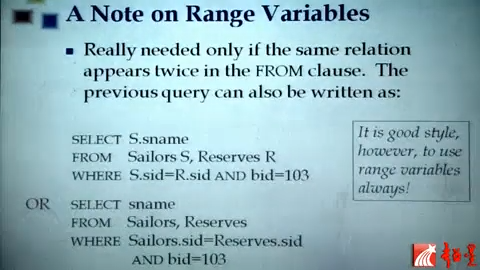 A Note on Range Variables
Really needed only if the same relation
appears twice in the FROM clause. The
previous query can also be written as:
SELECT S.sname
FROM Sailors S, Reserves R
WHERE S.sid=R.sid AND bid=103
It is good style,
however, to use
range variables
always!
OR SELECT sname
FROM Sailors, Reserves
WHERE Sailors.sid=Reserves.sid
AND bid=103